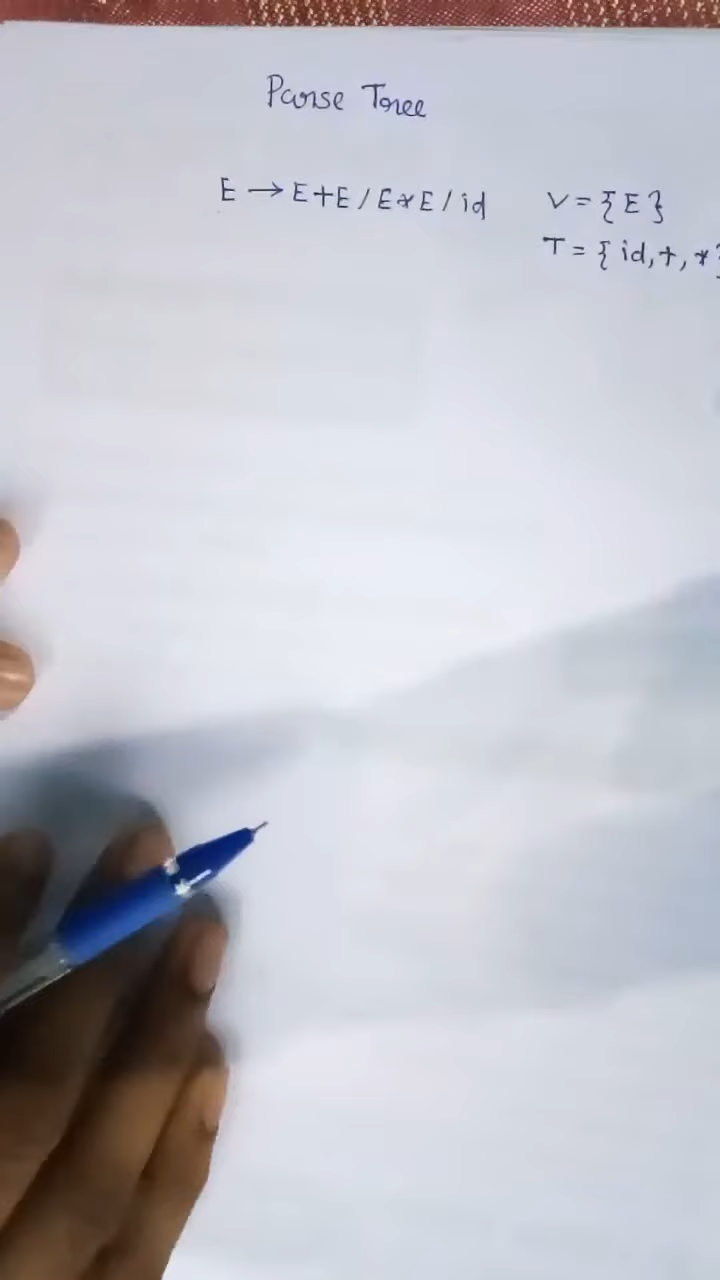 Parse Tree
E → E+E / E*E / id
V = {E}
T = {id, +, *}